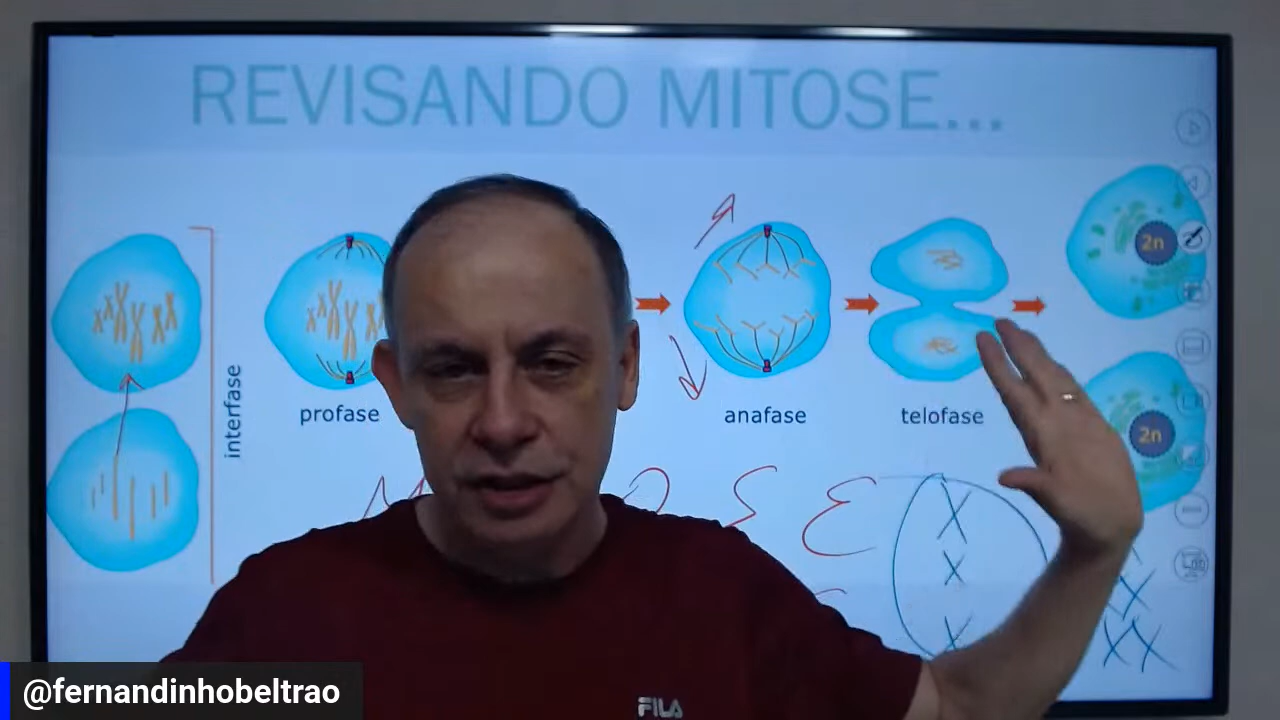 REVISANDO MITOSE...
2n
interfase
profase
anafase
telofase
2n
@fernandinhobeltrao
FILA